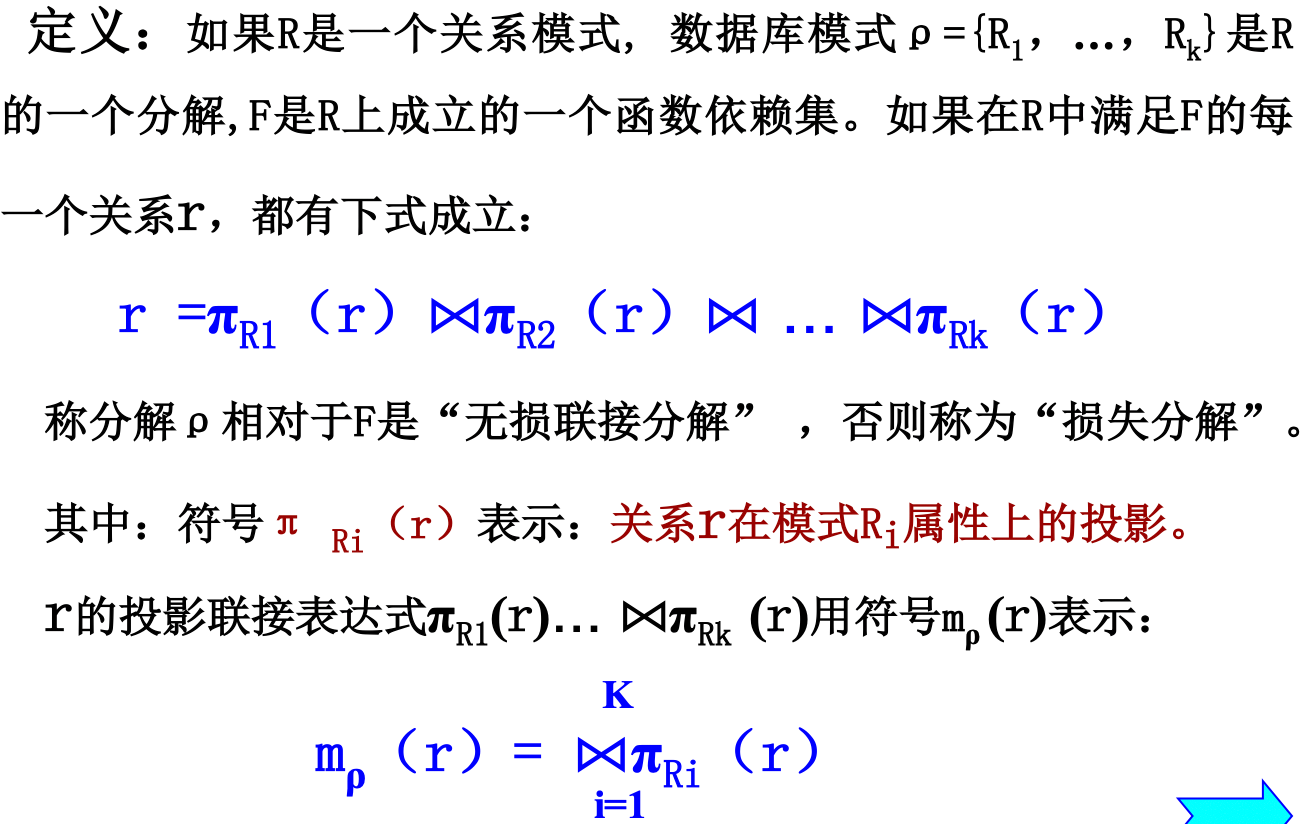 定义：如果R是一个关系模式, 数据库模式ρ={R1，...，Rk}是R
的一个分解,F是R上成立的一个函数依赖集。如果在R中满足F的每
一个关系r，都有下式成立：
r =πR1（r）⋈πR2（r）⋈ ... ⋈πRk（r）
称分解ρ相对于F是“无损联接分解” ，否则称为“损失分解”。
其中：符号π Ri（r）表示：关系r在模式Ri属性上的投影。
r的投影联接表达式πR1(r)... ⋈πRk (r)用符号mρ(r)表示：
K
mρ（r）= ⋈πRi（r）
i=1